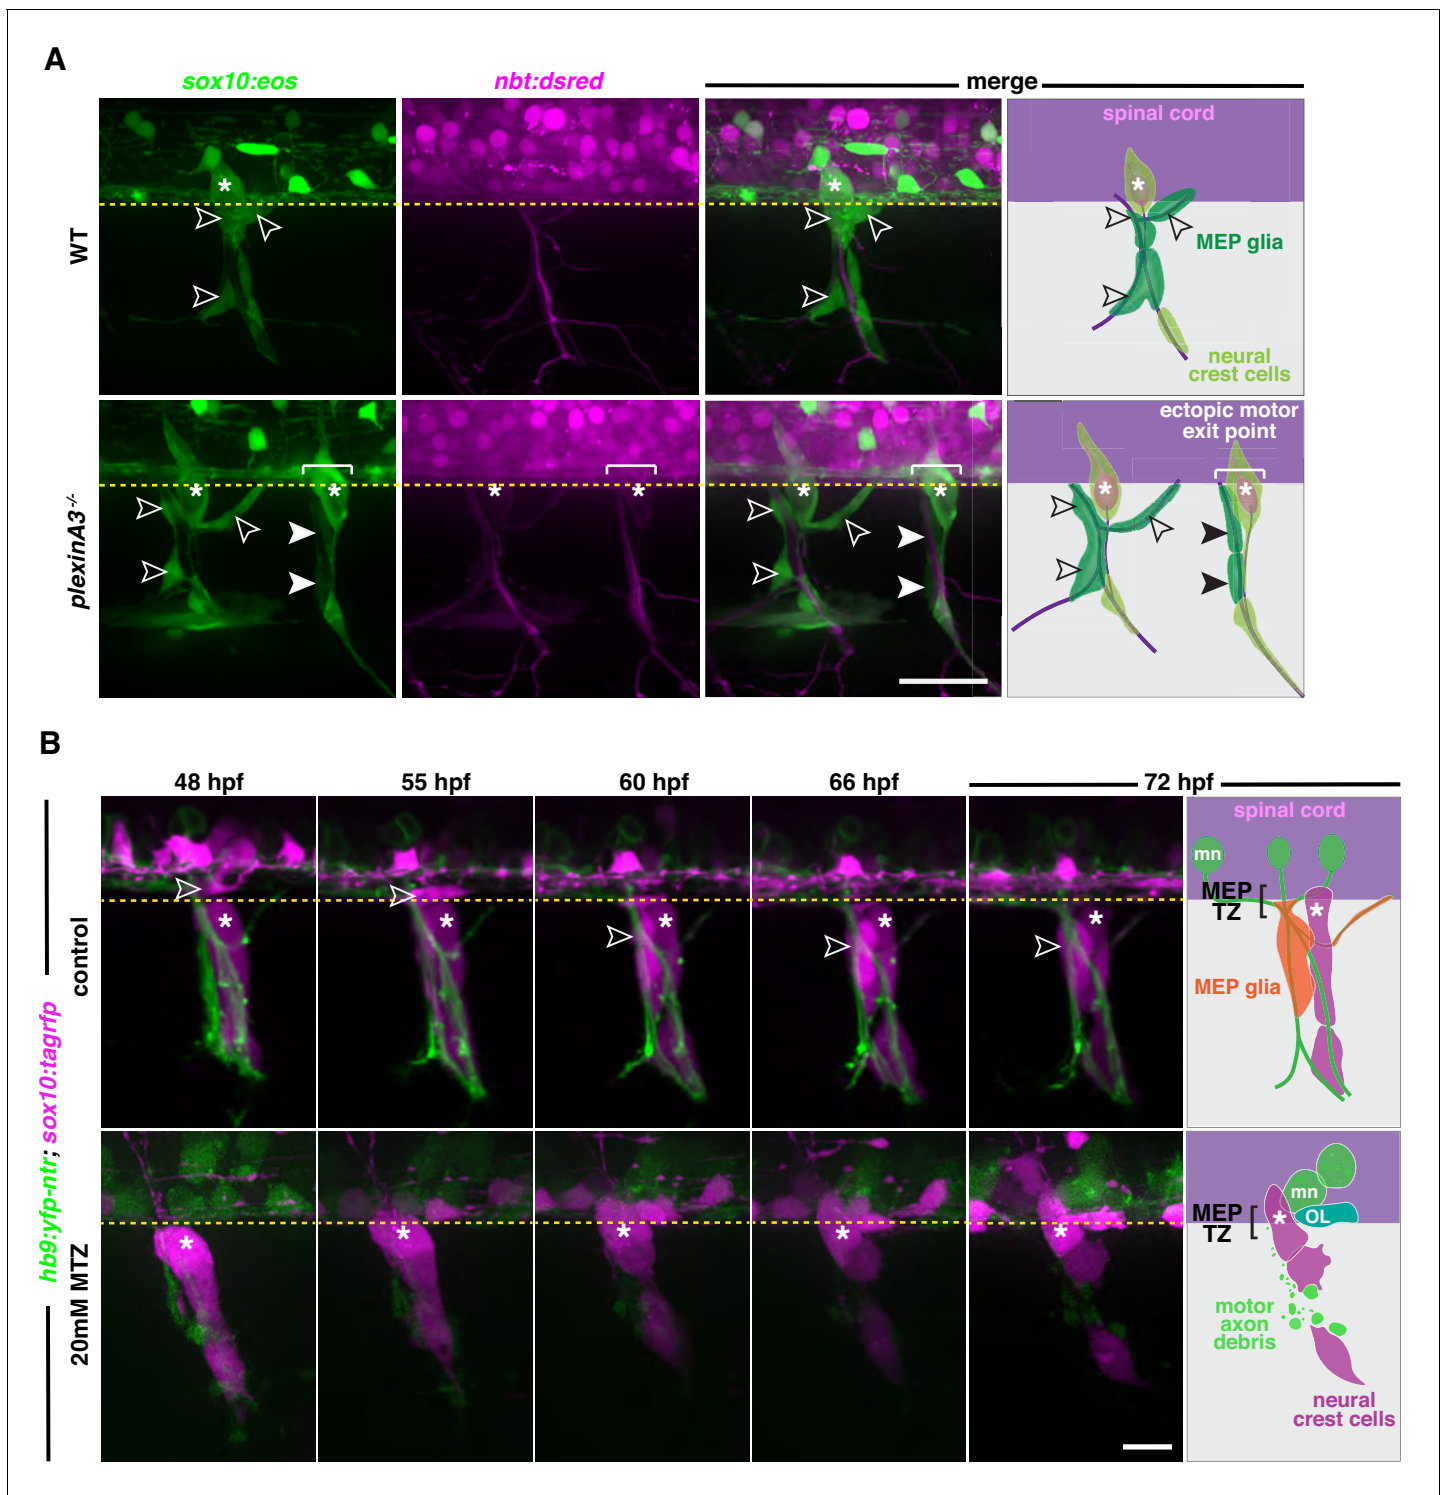 A
sox10:eos
nbt:dsred
merge
WT
spinal cord
*
*
*
MEP glia
neural
crest cells
plexinA3-/-
ectopic motor
exit point
*
*
*
*
*
*
*
*
B
48 hpf
55 hpf
60 hpf
66 hpf
72 hpf
hb9:yfp-ntr; sox10:tagrfp
control
spinal cord
mn
MEP
TZ
MEP glia
*
*
*
*
*
*
20mM MTZ
mn
OL
MEP
TZ
motor
axon
debris
neural
crest cells
*
*
*
*
*
*